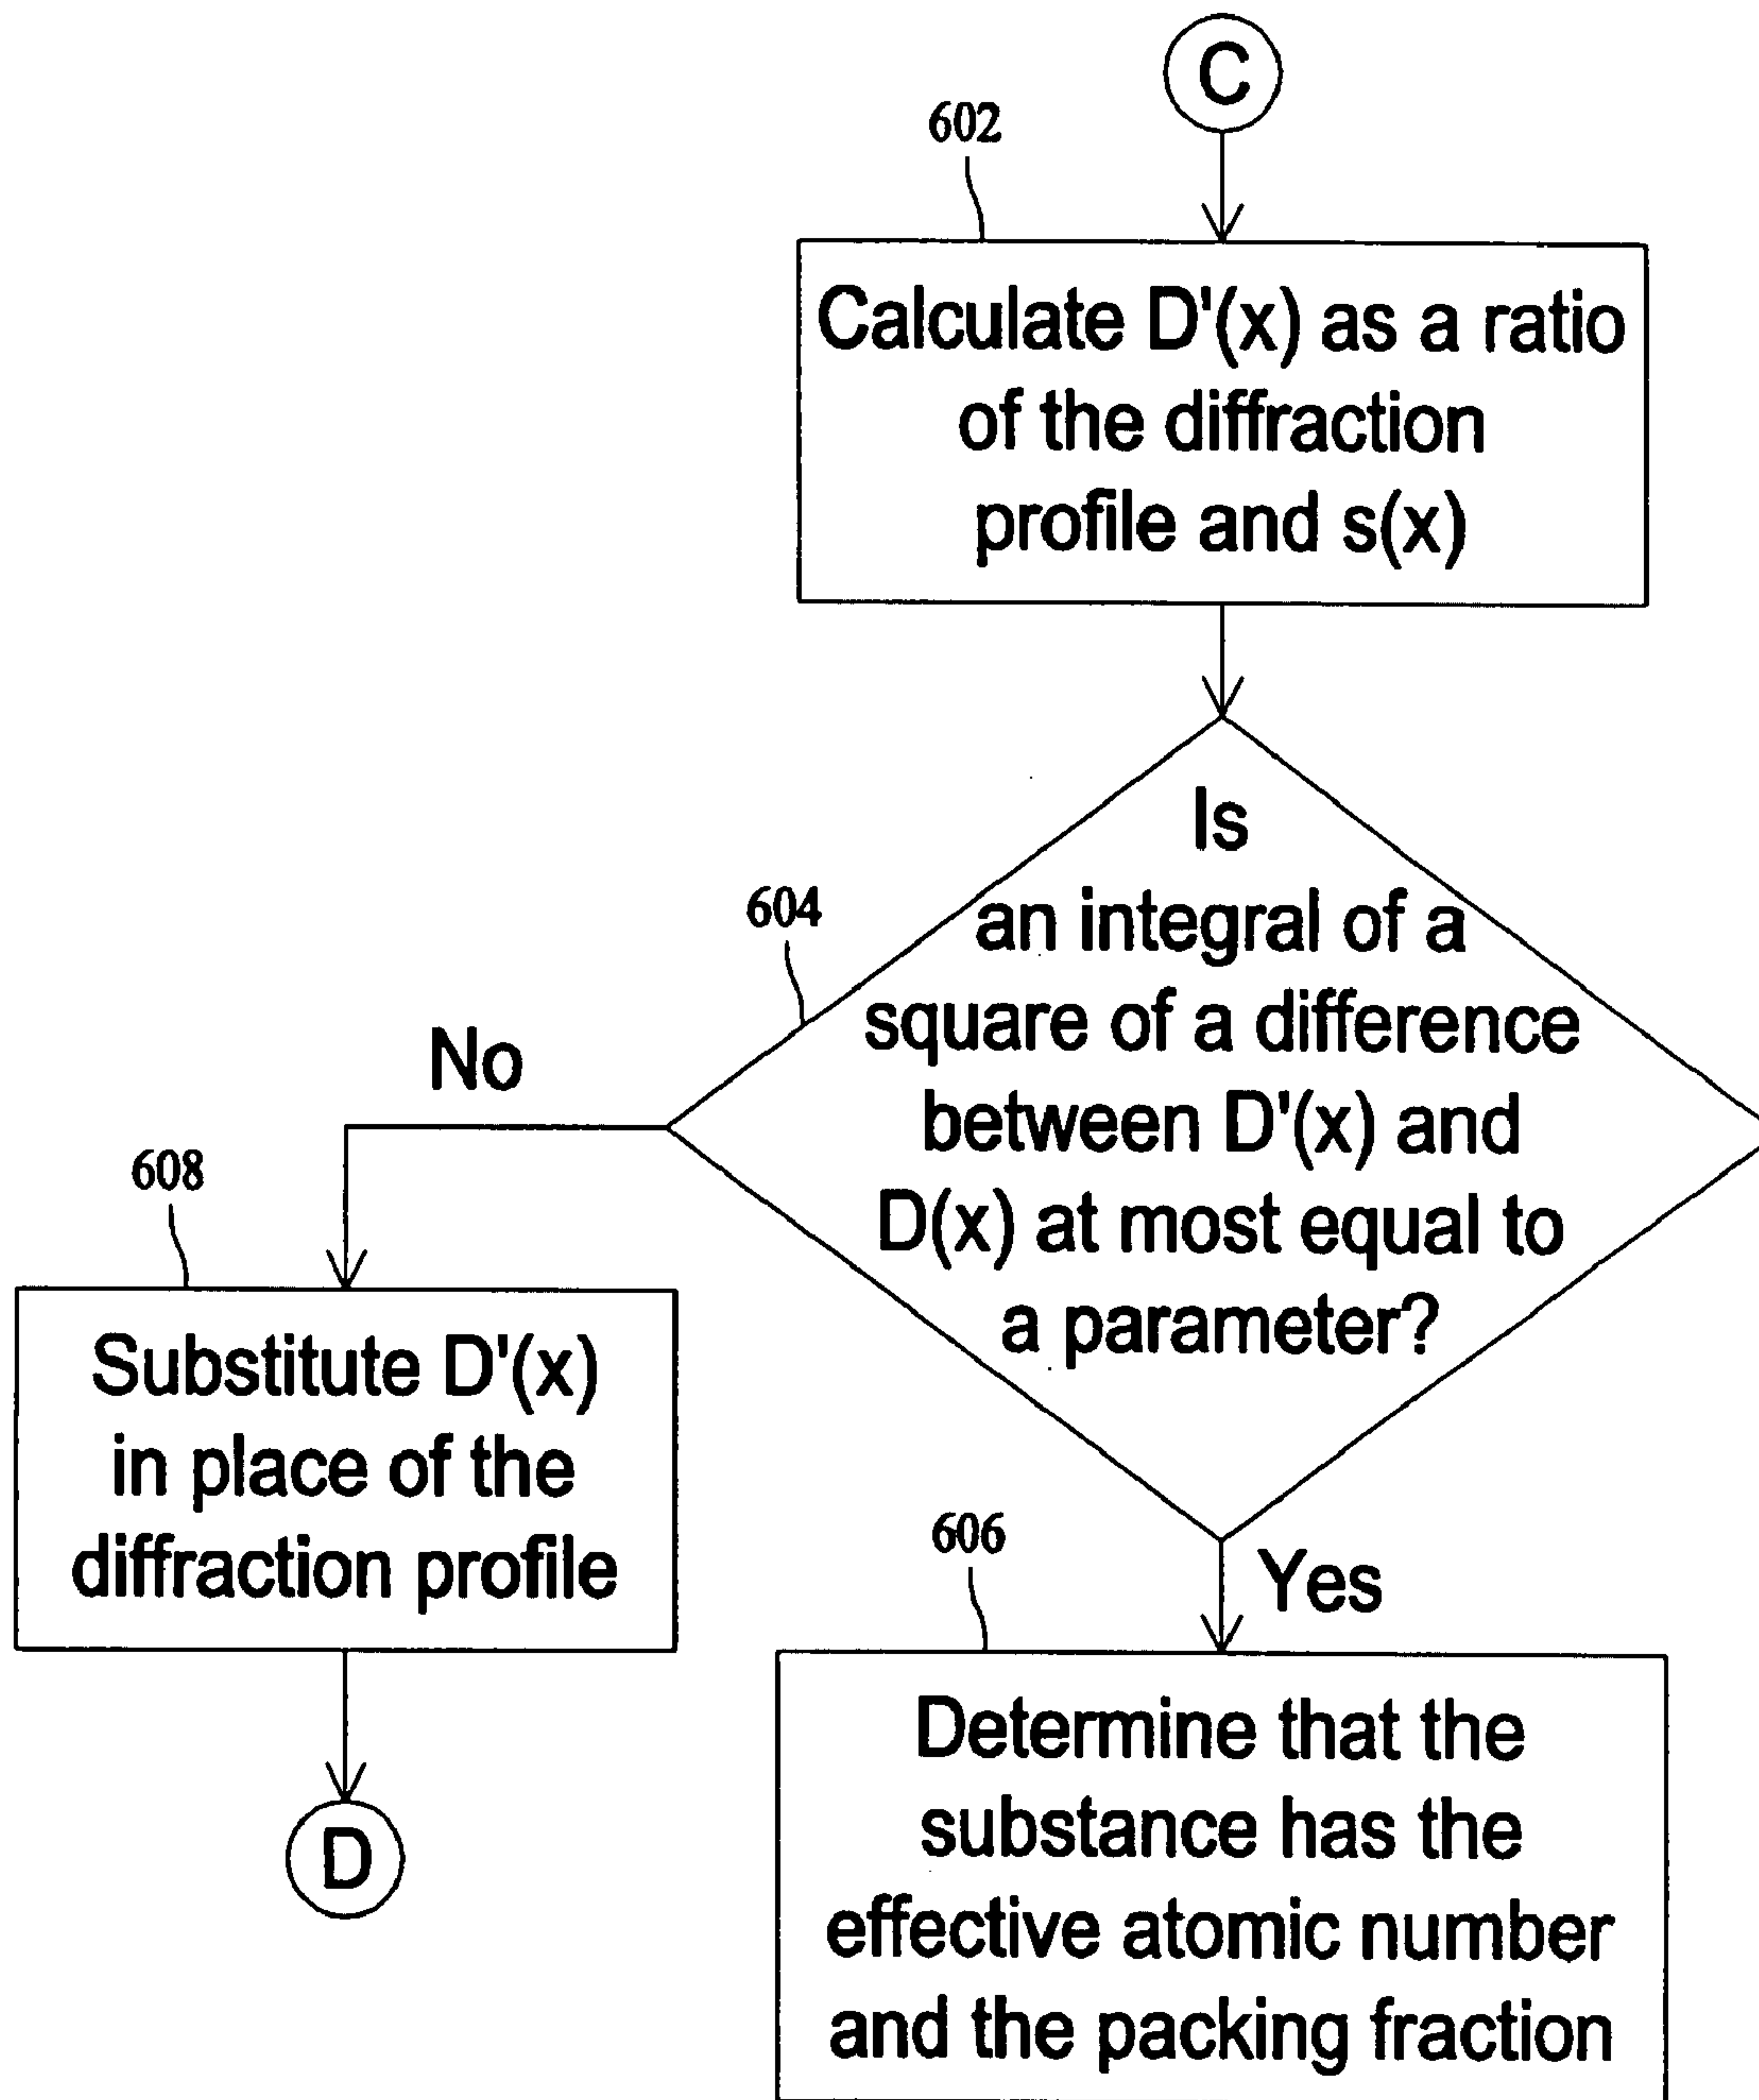 C
602
Calculate D'(x) as a ratio
of the diffraction
profile and s(x)
604
Is
an integral of a
square of a difference
between D'(x) and
D(x) at most equal to
a parameter?
No
608
Substitute D'(x)
in place of the
diffraction profile
D
Yes
606
Determine that the
substance has the
effective atomic number
and the packing fraction